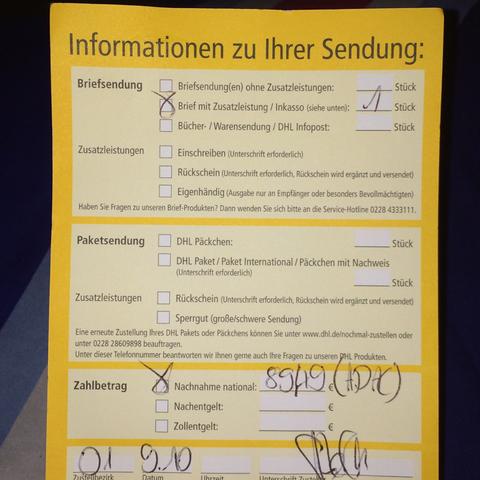 Informationen zu Ihrer Sendung:
Briefsendung Briefsendung(en) ohne Zusatzleistungen: Stück
Brief mit Zusatzleistung / Inkasso (siehe unten): 1 Stück
Bücher- / Warensendung / DHL Infopost: Stück
Zusatzleistungen Einschreiben (Unterschrift erforderlich)
Rückschein (Unterschrift erforderlich, Rückschein wird ergänzt und versendet)
Eigenhändig (Ausgabe nur an Empfänger oder besonders Bevollmächtigten)
Haben Sie Fragen zu unseren Brief-Produkten? Dann wenden Sie sich bitte an die Service-Hotline 0228 4333111.
Paketsendung DHL Päckchen: Stück
DHL Paket / Paket International / Päckchen mit Nachweis
(Unterschrift erforderlich) Stück
Zusatzleistungen Rückschein (Unterschrift erforderlich, Rückschein wird ergänzt und versendet)
Sperrgut (große/schwere Sendung)
Eine erneute Zustellung Ihres DHL Pakets oder Päckchens können Sie unter www.dhl.de/nochmal-zustellen oder
unter 0228 28609898 beauftragen.
Unter dieser Telefonnummer beantworten wir Ihnen gerne auch Ihre Fragen zu unseren DHL Produkten.
Zahlbetrag Nachnahme national: € (ADAC)
Nachentgelt: €
Zollentgelt: €
01 9.10
Zustellbezirk Datum Uhrzeit